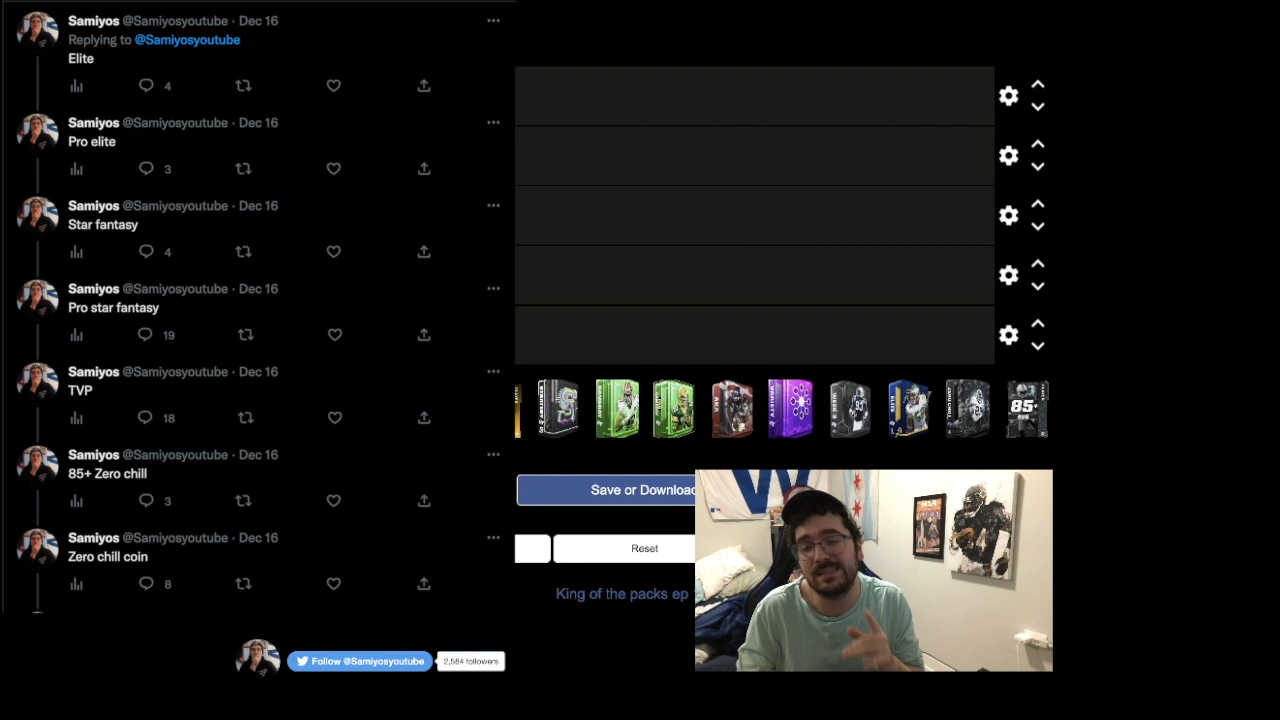 Samiyos @Samiyosyoutube · Dec 16
Replying to @Samiyosyoutube
Elite
4
Samiyos @Samiyosyoutube · Dec 16
Pro elite
3
Samiyos @Samiyosyoutube · Dec 16
Star fantasy
4
Samiyos @Samiyosyoutube · Dec 16
Pro star fantasy
19
Samiyos @Samiyosyoutube · Dec 16
TVP
18
Samiyos @Samiyosyoutube · Dec 16
85+ Zero chill
3
Samiyos @Samiyosyoutube · Dec 16
Zero chill coin
8
Follow @Samiyosyoutube
2,584 followers
VARIETY
ELITE
85+
Save or Download
Reset
King of the packs ep